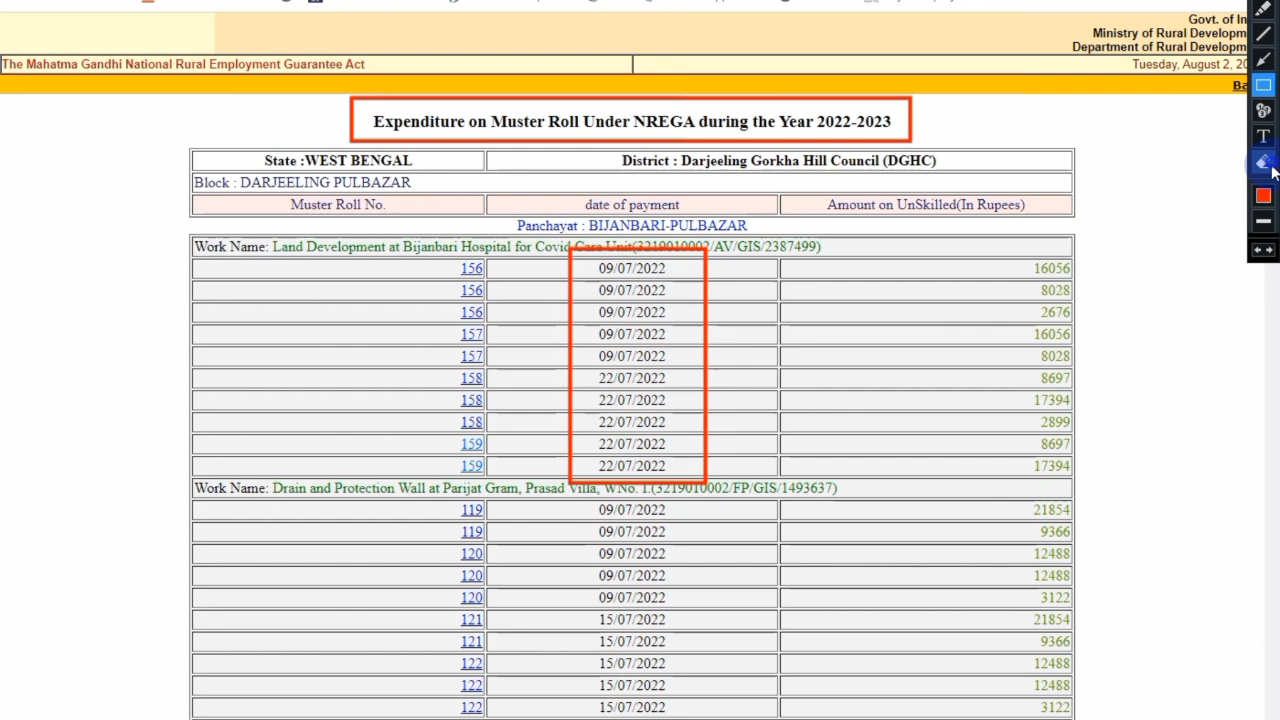 Govt. of In
Ministry of Rural Developm
Department of Rural Developm
The Mahatma Gandhi National Rural Employment Guarantee Act
Tuesday, August 2, 20
Ba
Expenditure on Muster Roll Under NREGA during the Year 2022-2023
State :WEST BENGAL District : Darjeeling Gorkha Hill Council (DGHC)
Block : DARJEELING PULBAZAR
Muster Roll No. date of payment Amount on UnSkilled(In Rupees)
Panchayat : BIJANBARI-PULBAZAR
Work Name: Land Development at Bijanbari Hospital for Covid Care Unit(3219010002/AV/GIS/2387499)
156 09/07/2022 16056
156 09/07/2022 8028
156 09/07/2022 2676
157 09/07/2022 16056
157 09/07/2022 8028
158 22/07/2022 8697
158 22/07/2022 17394
158 22/07/2022 2899
159 22/07/2022 8697
159 22/07/2022 17394
Work Name: Drain and Protection Wall at Parijat Gram, Prasad Villa, WNo. I.(3219010002/FP/GIS/1493637)
119 09/07/2022 21854
119 09/07/2022 9366
120 09/07/2022 12488
120 09/07/2022 12488
120 09/07/2022 3122
121 15/07/2022 21854
121 15/07/2022 9366
122 15/07/2022 12488
122 15/07/2022 12488
122 15/07/2022 3122
T